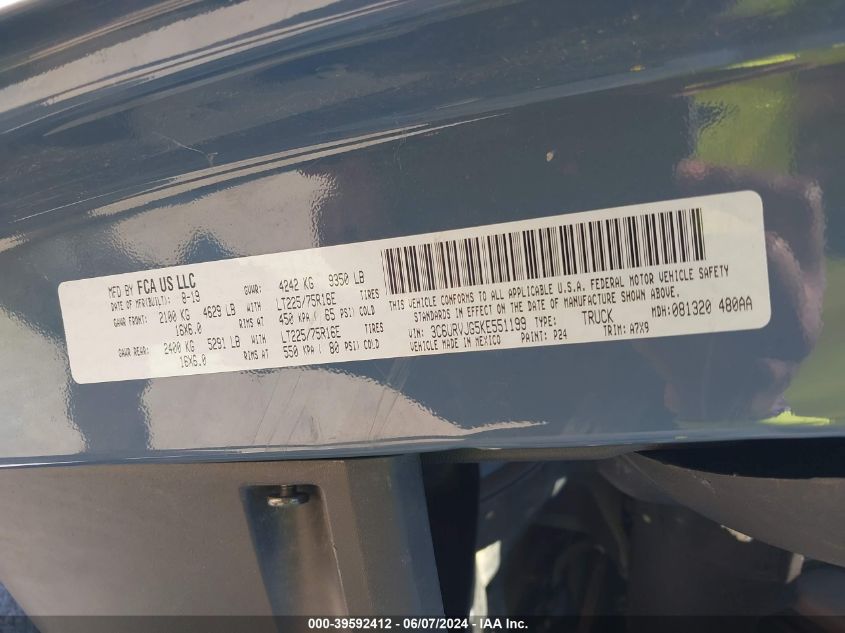 MFD BY FCA US LLC
DATE OF MFR(BUILT): 8-19 GVWR: 4242 KG 9350 LB
GAWR FRONT: 2100 KG 4629 LB WITH LT225/75R16E TIRES
16X6.0 RIMS AT 450 KPA( 65 PSI) COLD
GAWR REAR: 2400 KG 5291 LB WITH LT225/75R16E TIRES
16X6.0 RIMS AT 550 KPA( 80 PSI) COLD
THIS VEHICLE CONFORMS TO ALL APPLICABLE U.S.A. FEDERAL MOTOR VEHICLE SAFETY
STANDARDS IN EFFECT ON THE DATE OF MANUFACTURE SHOWN ABOVE.
VIN: 3C6URVJG5KE551199 TYPE: TRUCK MDH:081320 480AA
VEHICLE MADE IN MEXICO PAINT: P24 TRIM: A7X9
000-39592412 - 06/07/2024 - IAA Inc.